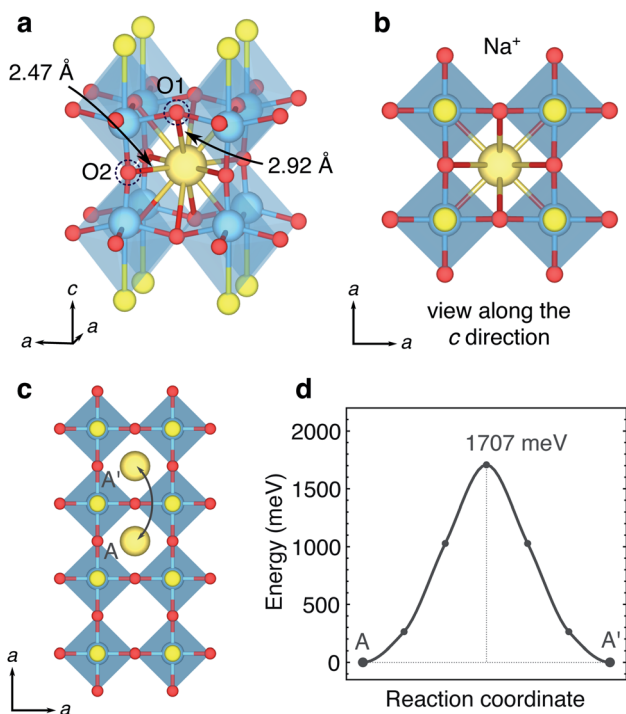 a
2.47 Å
O1
O2
2.92 Å
c
a
a
b
Na+
a
a
view along the
c direction
c
A'
A
a
a
d
1707 meV
2000
1500
1000
500
0
Energy (meV)
A
A'
Reaction coordinate